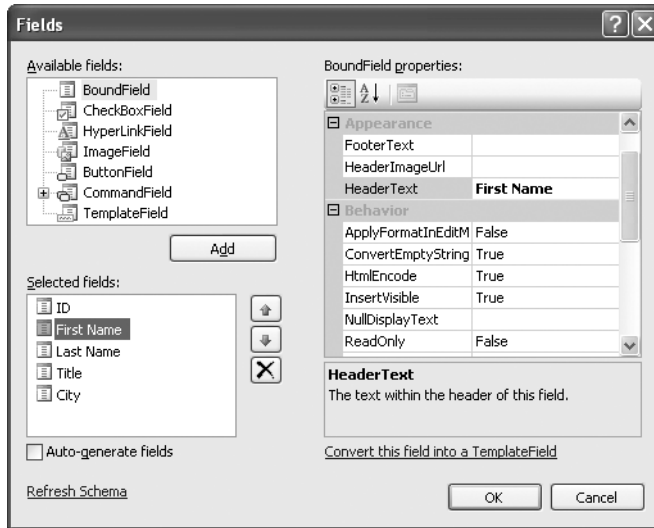 Fields
Available fields:
BoundField
CheckBoxField
HyperLinkField
ImageField
ButtonField
CommandField
TemplateField
Add
Selected fields:
ID
First Name
Last Name
Title
City
Auto-generate fields
Refresh Schema
BoundField properties:
Appearance
FooterText
HeaderImageUrl
HeaderText First Name
Behavior
ApplyFormatInEditM False
ConvertEmptyString True
HtmlEncode True
InsertVisible True
NullDisplayText
ReadOnly False
HeaderText
The text within the header of this field.
Convert this field into a TemplateField
OK Cancel